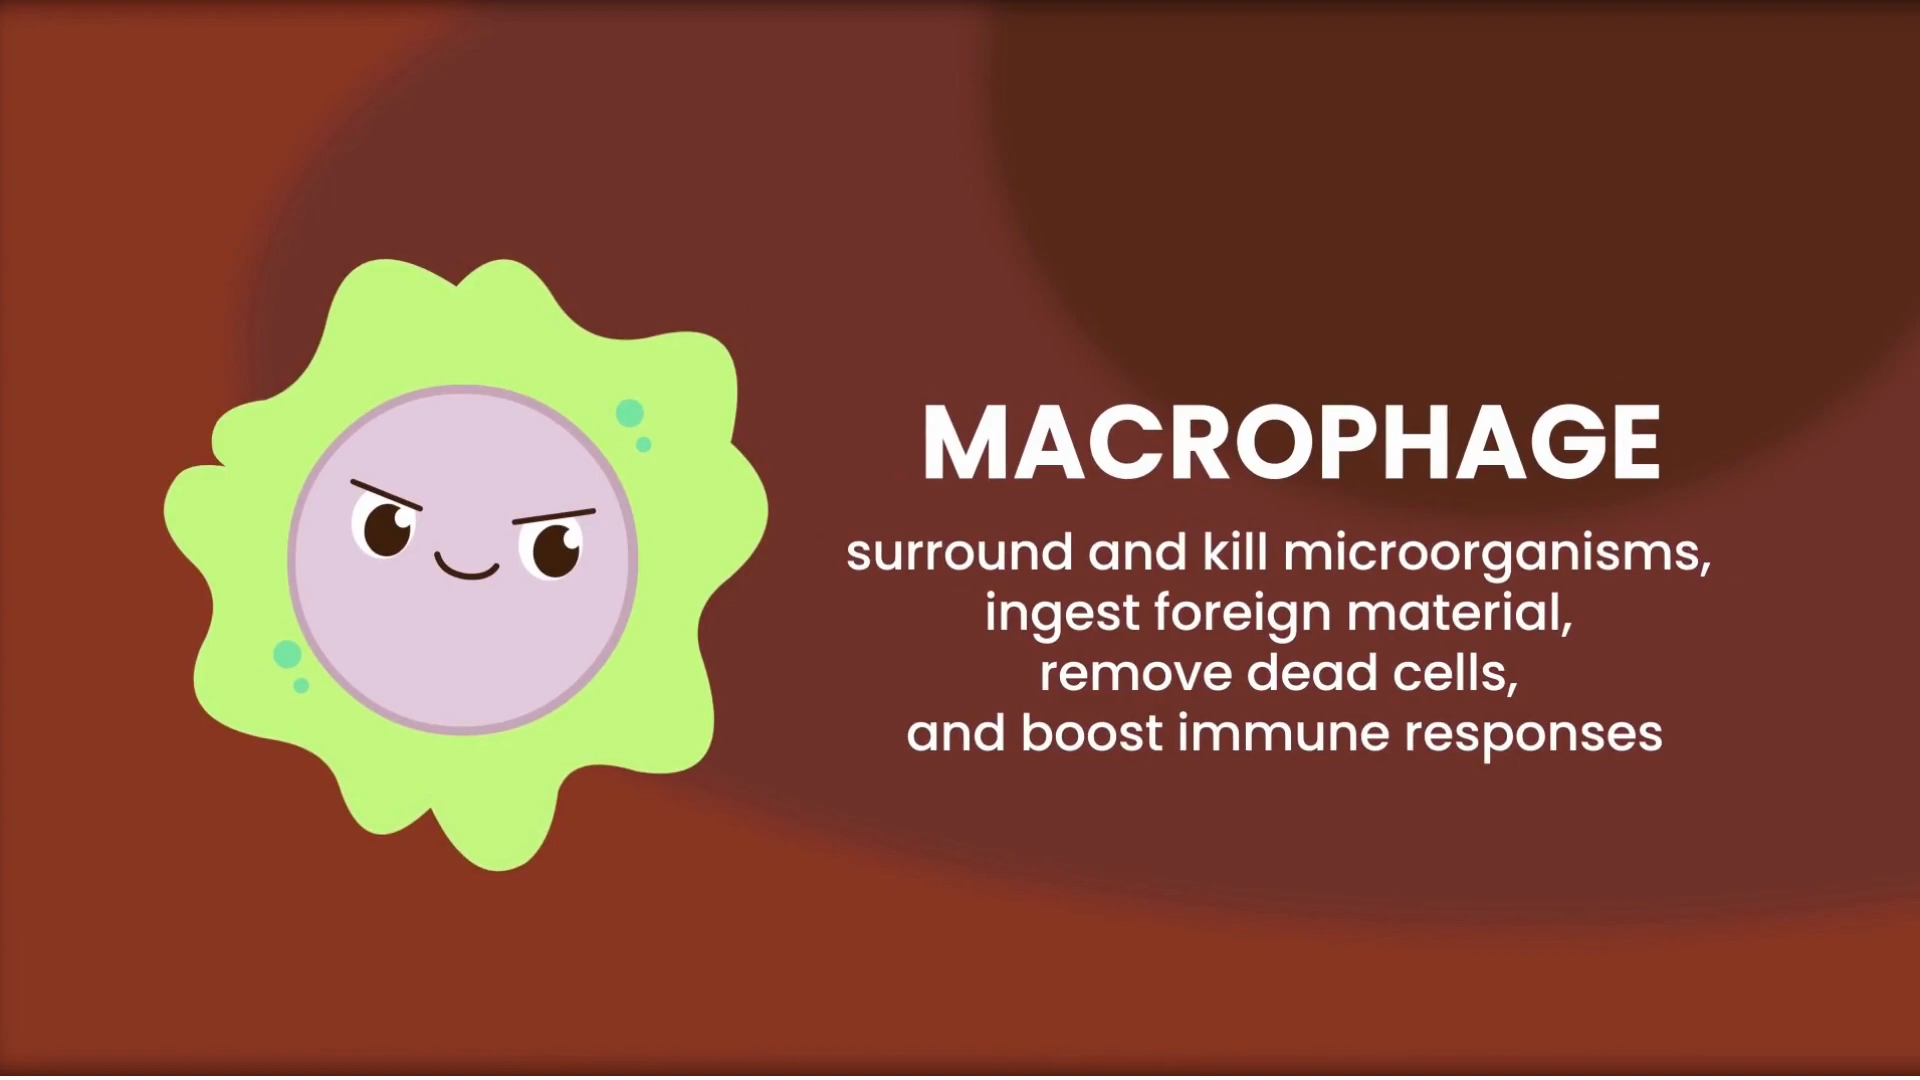 MACROPHAGE
surround and kill microorganisms,
ingest foreign material,
remove dead cells,
and boost immune responses